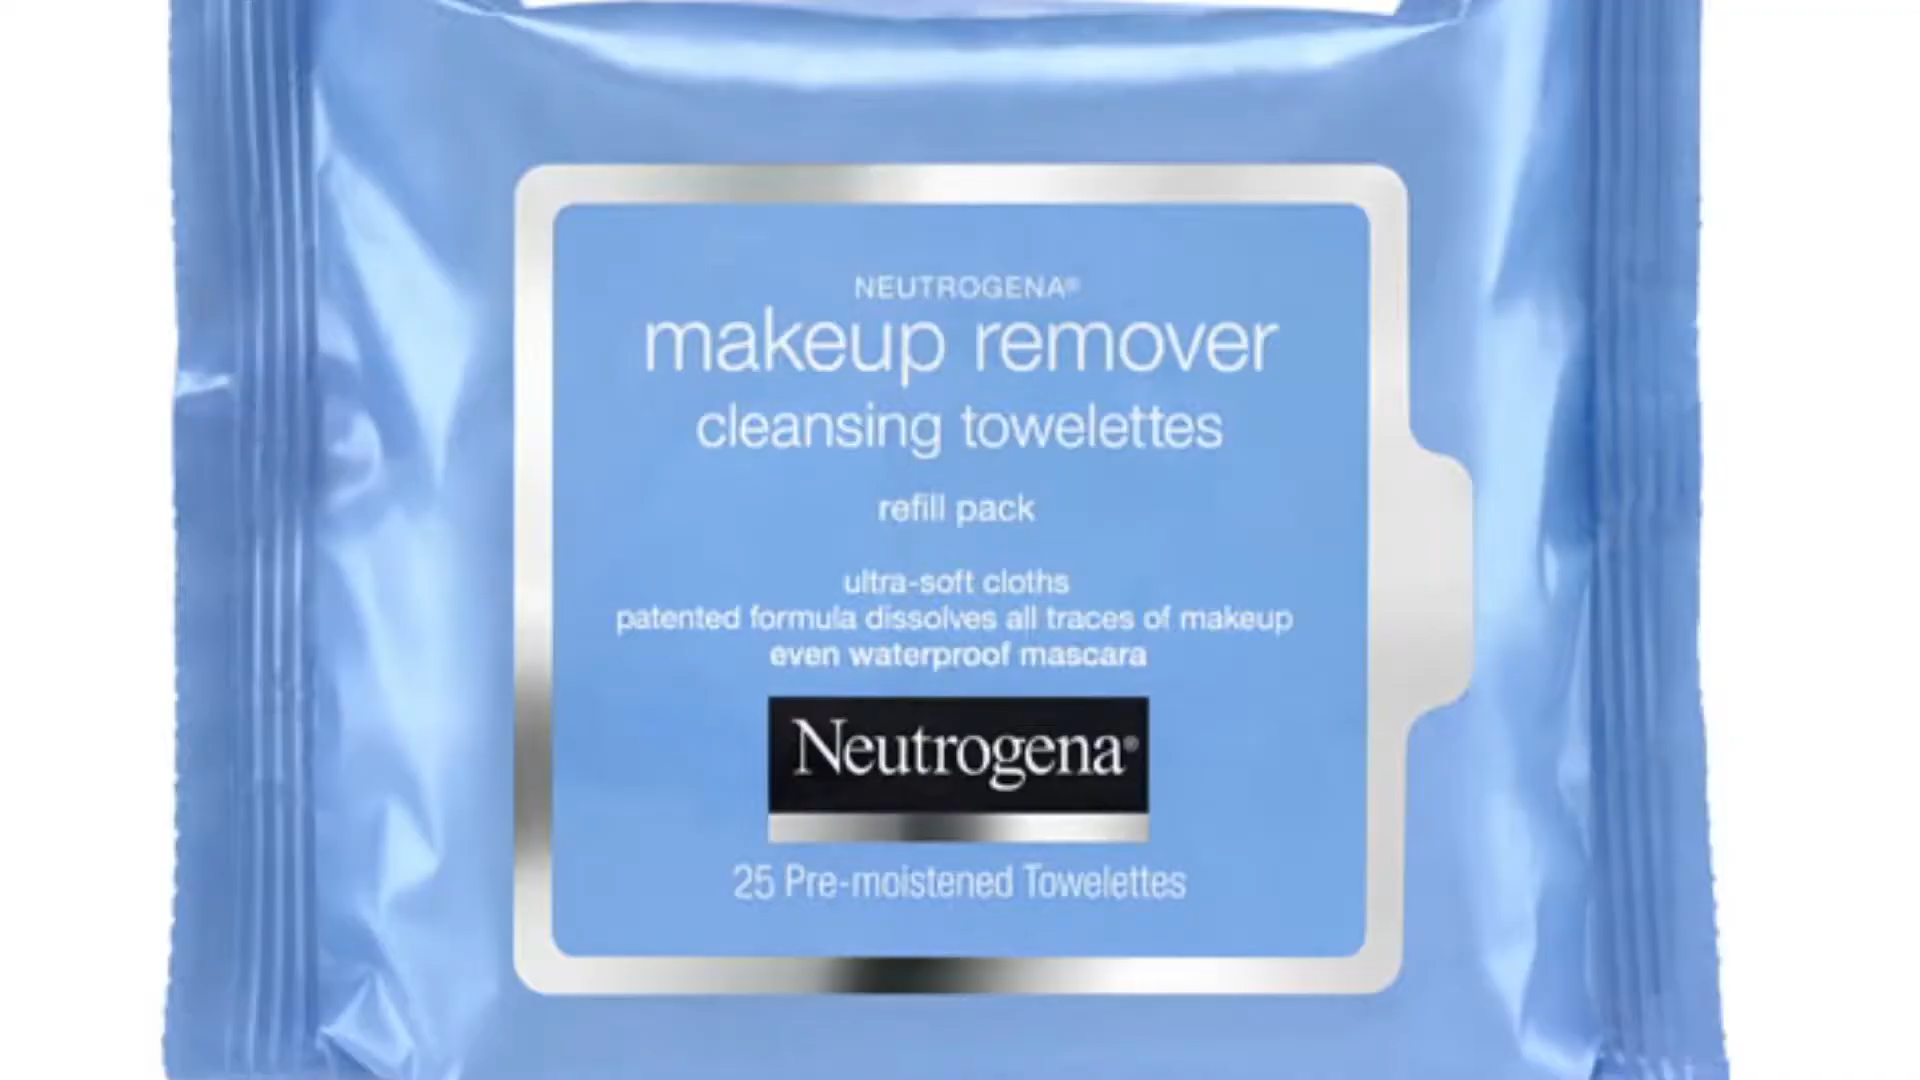 NEUTROGENA®
makeup remover
cleansing towelettes
refill pack
ultra-soft cloths
patented formula dissolves all traces of makeup
even waterproof mascara
Neutrogena®
25 Pre-moistened Towelettes